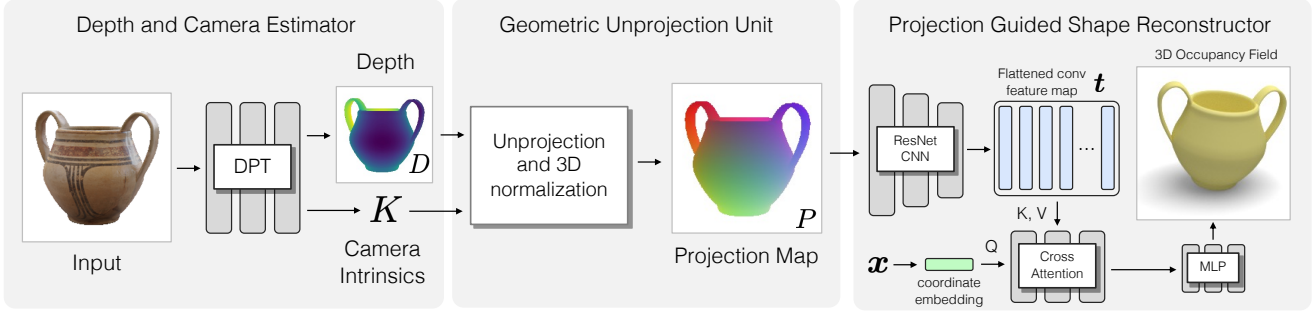 Depth and Camera Estimator
Input
DPT
Depth
D
K
Camera
Intrinsics
Geometric Unprojection Unit
Unprojection
and 3D
normalization
P
Projection Map
Projection Guided Shape Reconstructor
ResNet
CNN
Flattened conv
feature map t
...
3D Occupancy Field
K, V
x
coordinate
embedding
Q
Cross
Attention
MLP